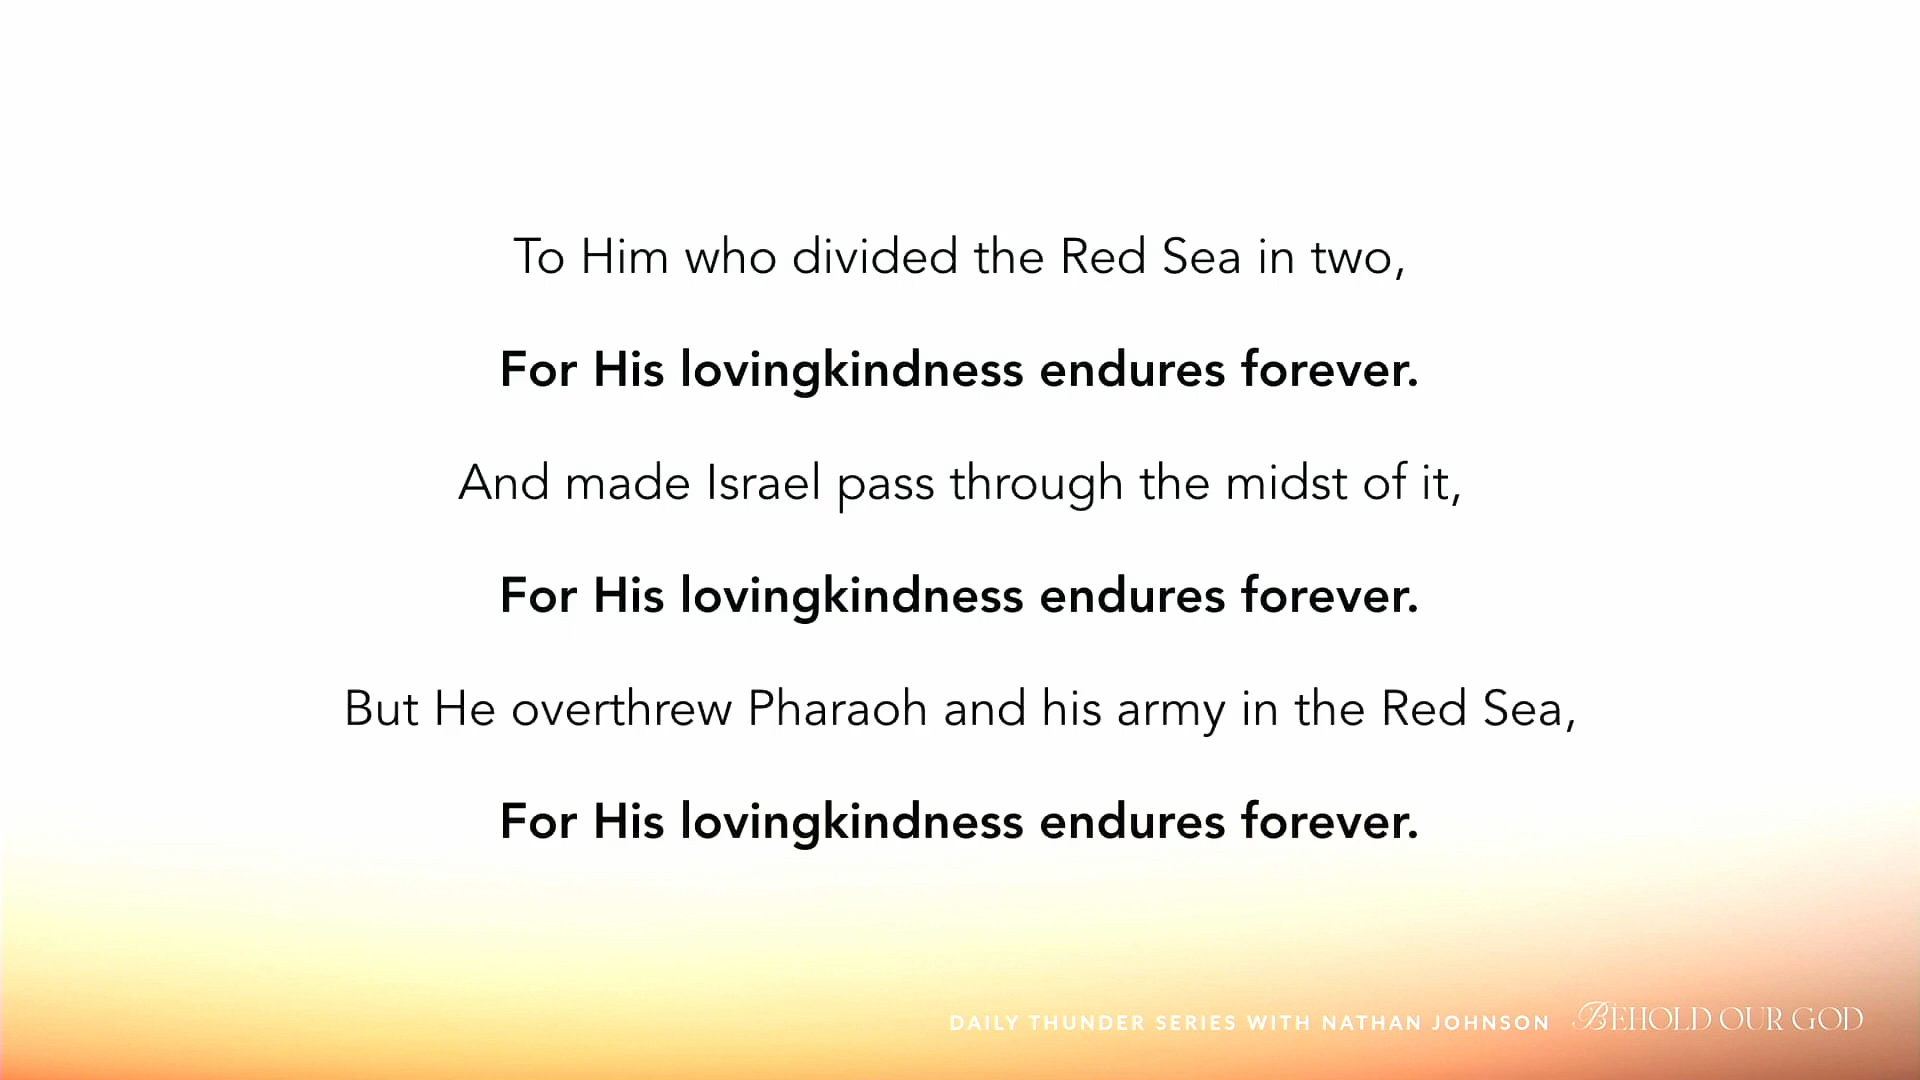 To Him who divided the Red Sea in two,
For His lovingkindness endures forever.
And made Israel pass through the midst of it,
For His lovingkindness endures forever.
But He overthrew Pharaoh and his army in the Red Sea,
For His lovingkindness endures forever.
DAILY THUNDER SERIES WITH NATHAN JOHNSON BEHOLD OUR GOD